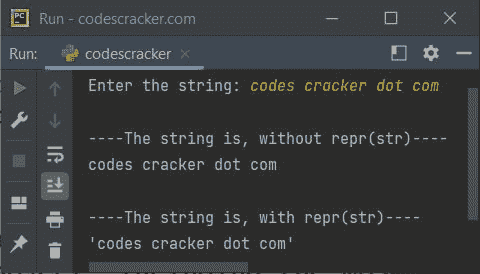 PC
Run - codescracker.com
Run:
codescracker
Enter the string: codes cracker dot com
----The string is, without repr(str)----
codes cracker dot com
----The string is, with repr(str)----
'codes cracker dot com'